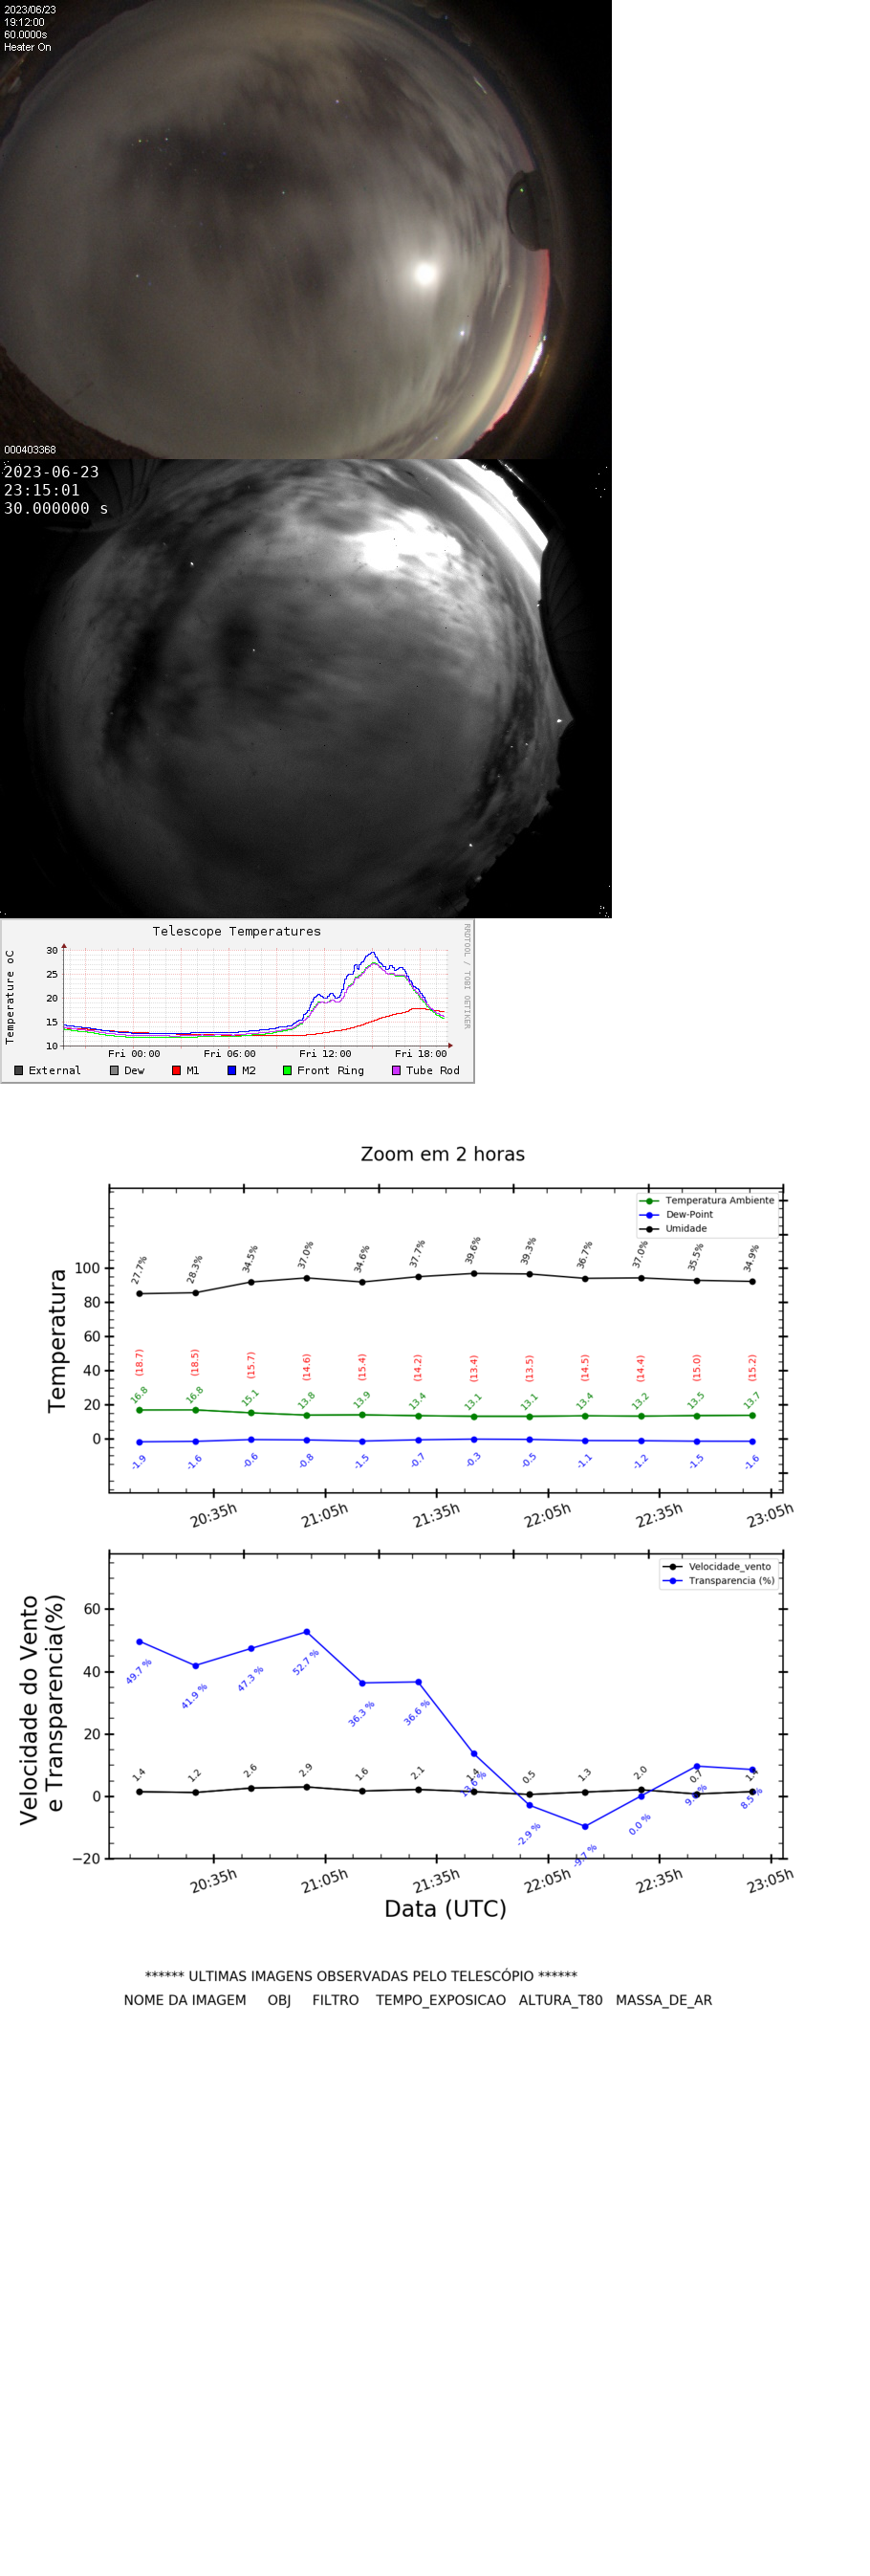 2023/06/23
19:12:00
60.0000s
Heater On
000403368
2023-06-23
23:15:01
30.000000 s
Telescope Temperatures
RRDTOOL / TOBI OETIKER
Temperature oC
30
25
20
15
10
Fri 00:00 Fri 06:00 Fri 12:00 Fri 18:00
External Dew M1 M2 Front Ring Tube Rod
Zoom em 2 horas
Temperatura Ambiente
Dew-Point
Umidade
Temperatura
100
80
60
40
20
0
27.7% 28.3% 34.5% 37.0% 34.6% 37.7% 39.6% 39.3% 36.7% 37.0% 35.5% 34.9%
(18.7) (18.5) (15.7) (14.6) (15.4) (14.2) (13.4) (13.5) (14.5) (14.4) (15.0) (15.2)
16.8 16.8 15.1 13.8 13.9 13.4 13.1 13.1 13.4 13.2 13.5 13.7
-1.9 -1.6 -0.6 -0.8 -1.5 -0.7 -0.3 -0.5 -1.1 -1.2 -1.5 -1.6
20:35h 21:05h 21:35h 22:05h 22:35h 23:05h
Velocidade_vento
Transparencia (%)
Velocidade do Vento
e Transparencia(%)
60
40
20
0
−20
49.7 % 41.9 % 47.3 % 52.7 % 36.3 % 36.6 % 13.6 % -2.9 % -9.7 % 0.0 % 8.5 %
1.4 1.2 2.6 2.9 1.6 2.1 1.4 0.5 1.3 2.0 0.7
20:35h 21:05h 21:35h 22:05h 22:35h 23:05h
Data (UTC)
****** ULTIMAS IMAGENS OBSERVADAS PELO TELESCÓPIO ******
NOME DA IMAGEM OBJ FILTRO TEMPO_EXPOSICAO ALTURA_T80 MASSA_DE_AR